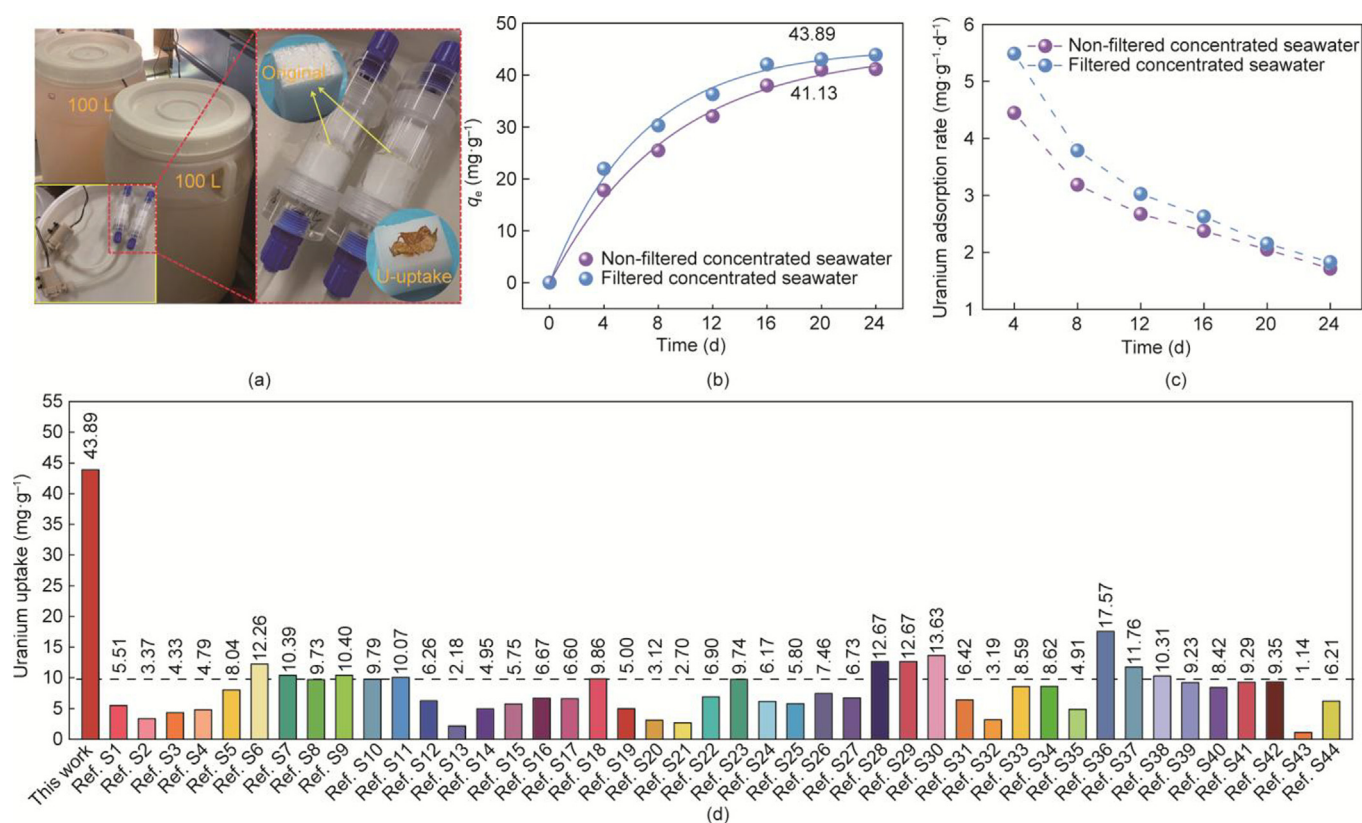 100 L
100 L
Original
U-uptake
(a)
50
40
30
20
10
0
qe (mg·g⁻¹)
43.89
41.13
Non-filtered concentrated seawater
Filtered concentrated seawater
0 4 8 12 16 20 24
Time (d)
(b)
6
5
4
3
2
1
Uranium adsorption rate (mg·g⁻¹·d⁻¹)
Non-filtered concentrated seawater
Filtered concentrated seawater
4 8 12 16 20 24
Time (d)
(c)
55
50
45
40
35
30
25
20
15
10
5
0
Uranium uptake (mg·g⁻¹)
43.89
5.51
3.37
4.33
4.79
8.04
12.26
10.39
9.73
10.40
9.79
10.07
6.26
2.18
4.95
5.75
6.67
6.60
9.86
5.00
3.12
2.70
6.90
9.74
6.17
5.80
7.46
6.73
12.67
12.67
13.63
6.42
3.19
8.59
8.62
4.91
17.57
11.76
10.31
9.23
8.42
9.29
9.35
1.14
6.21
This work
Ref. S1
Ref. S2
Ref. S3
Ref. S4
Ref. S5
Ref. S6
Ref. S7
Ref. S8
Ref. S9
Ref. S10
Ref. S11
Ref. S12
Ref. S13
Ref. S14
Ref. S15
Ref. S16
Ref. S17
Ref. S18
Ref. S19
Ref. S20
Ref. S21
Ref. S22
Ref. S23
Ref. S24
Ref. S25
Ref. S26
Ref. S27
Ref. S28
Ref. S29
Ref. S30
Ref. S31
Ref. S32
Ref. S33
Ref. S34
Ref. S35
Ref. S36
Ref. S37
Ref. S38
Ref. S39
Ref. S40
Ref. S41
Ref. S42
Ref. S43
Ref. S44
(d)